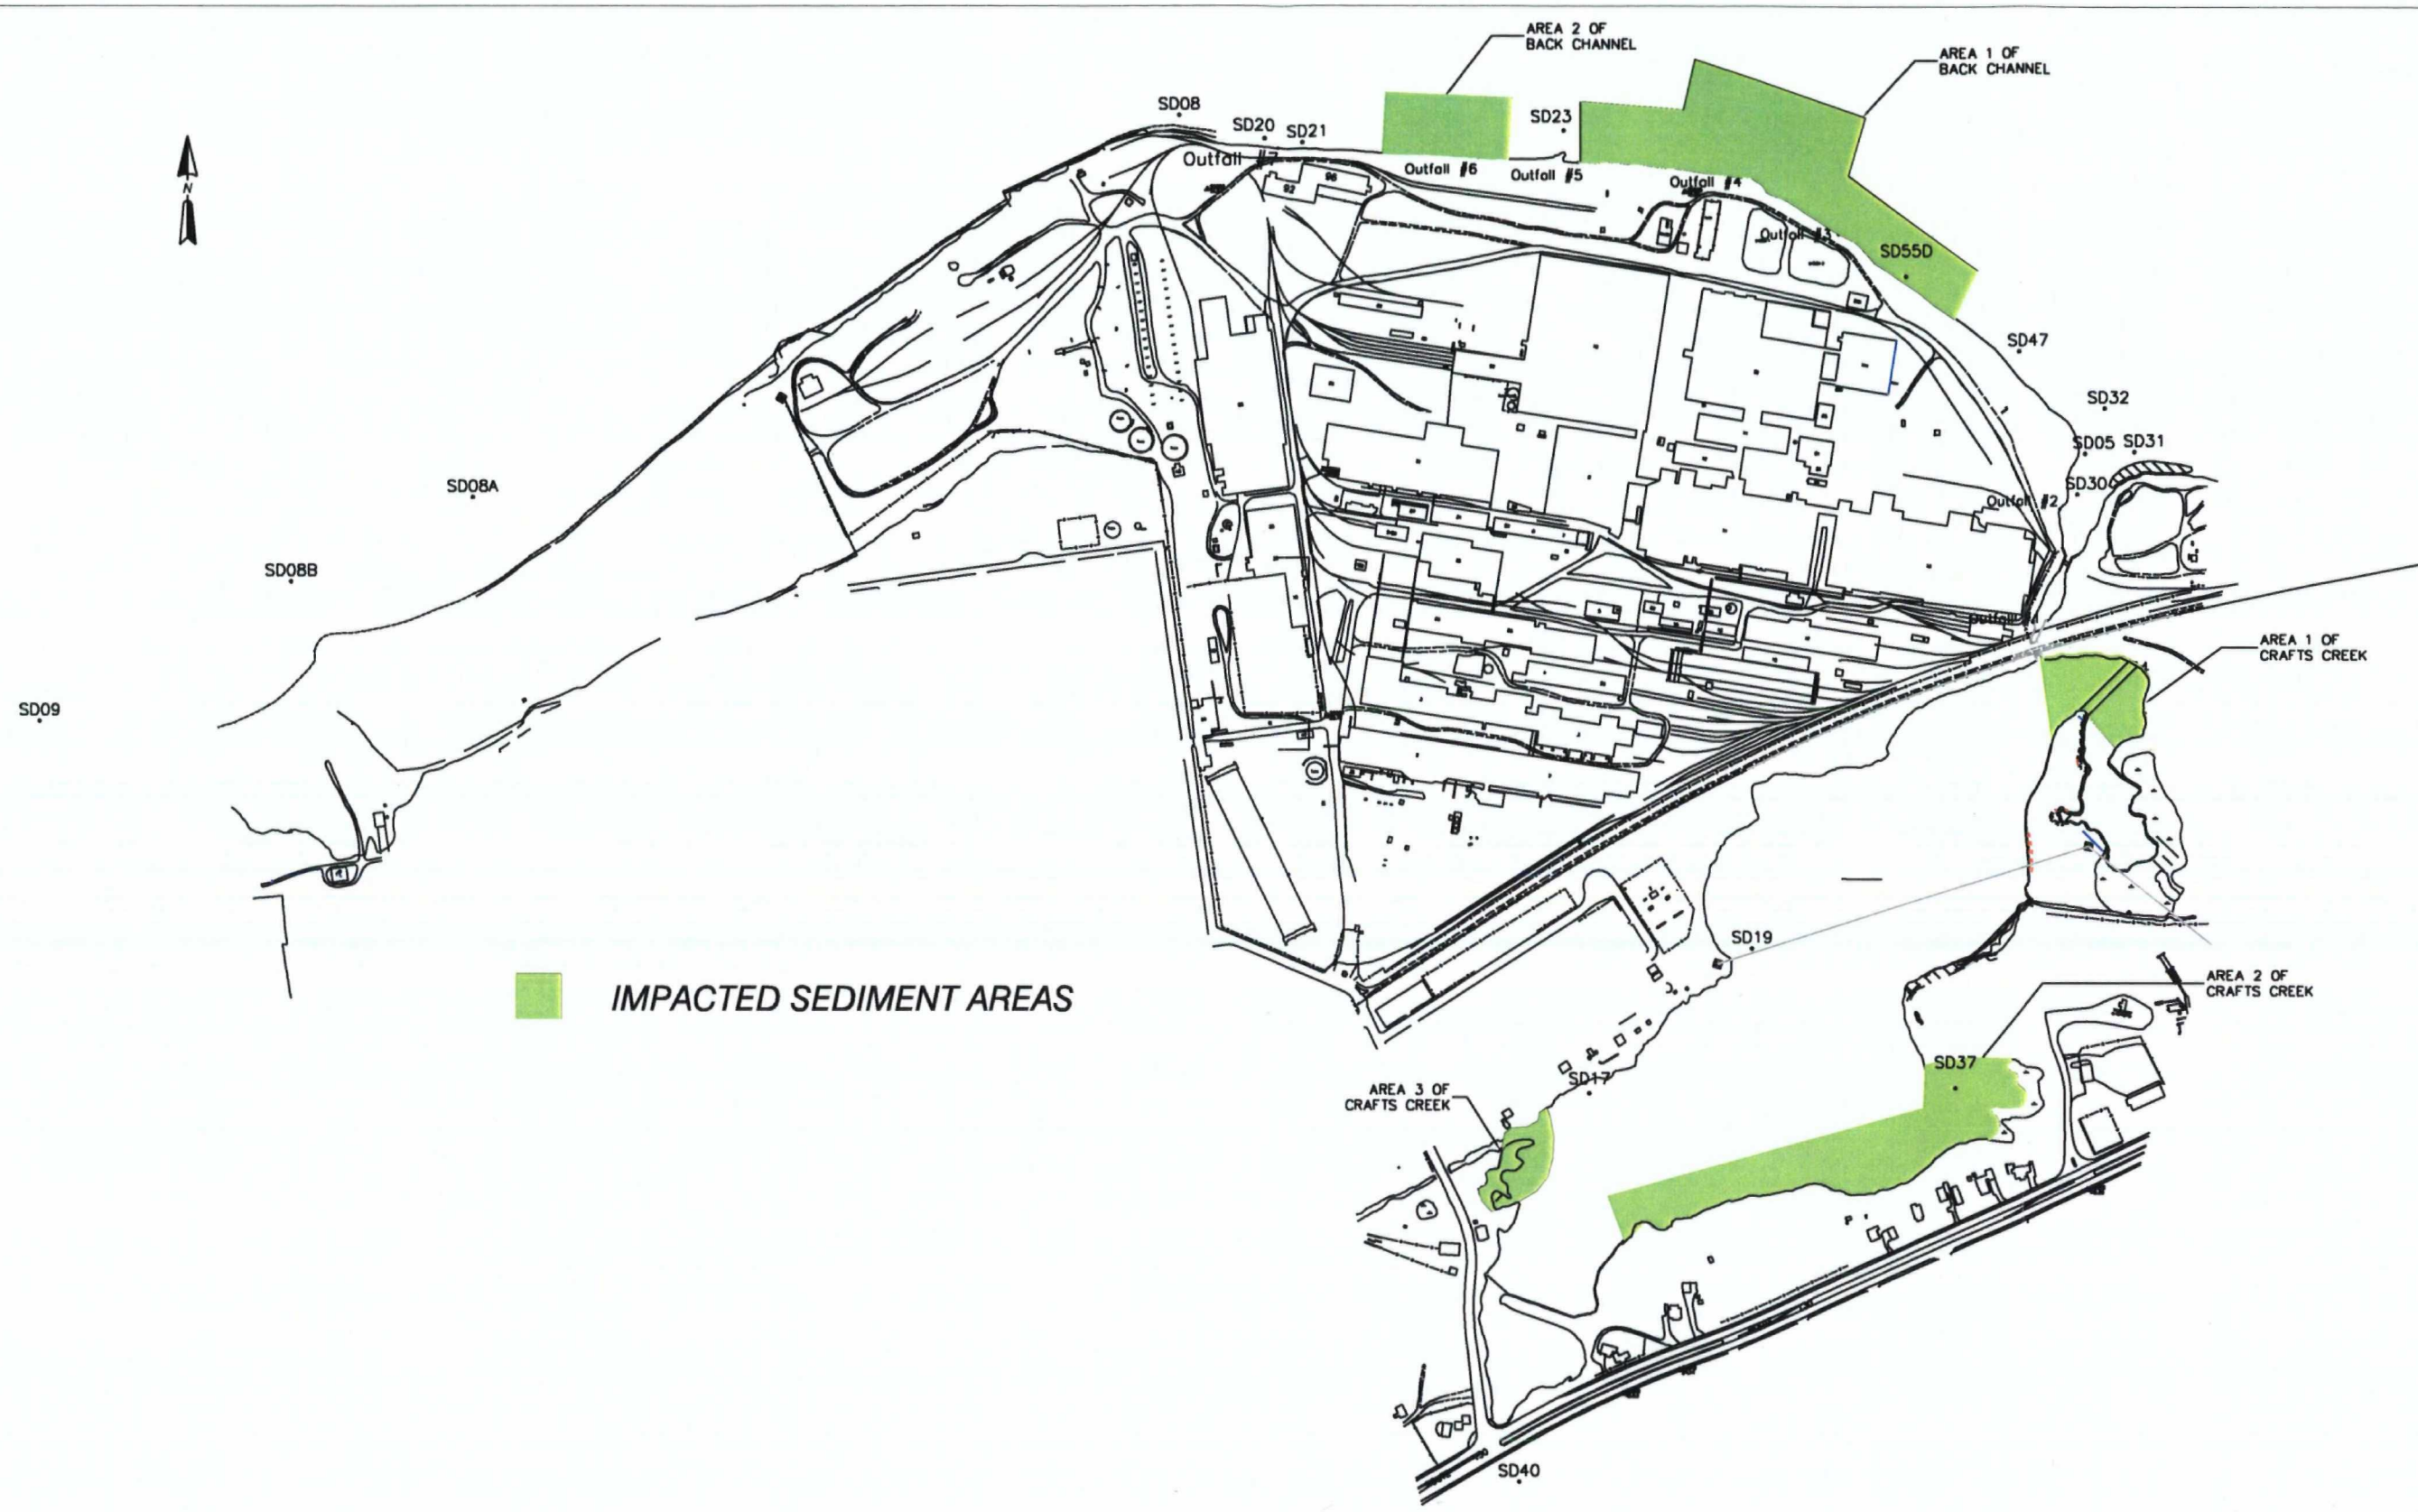 AREA 2 OF
BACK CHANNEL
AREA 1 OF
BACK CHANNEL
SD08
SD20
SD21
SD23
Outfall #7
Outfall #6
Outfall #5
Outfall #4
N
92
96
Outfall #3
SD55D
SD47
SD32
SD05
SD31
SD30
Outfall #2
SD08A
SD08B
SD09
Outfall
AREA 1 OF
CRAFTS CREEK
SD19
AREA 2 OF
CRAFTS CREEK
IMPACTED SEDIMENT AREAS
SD37
SD17
AREA 3 OF
CRAFTS CREEK
SD40